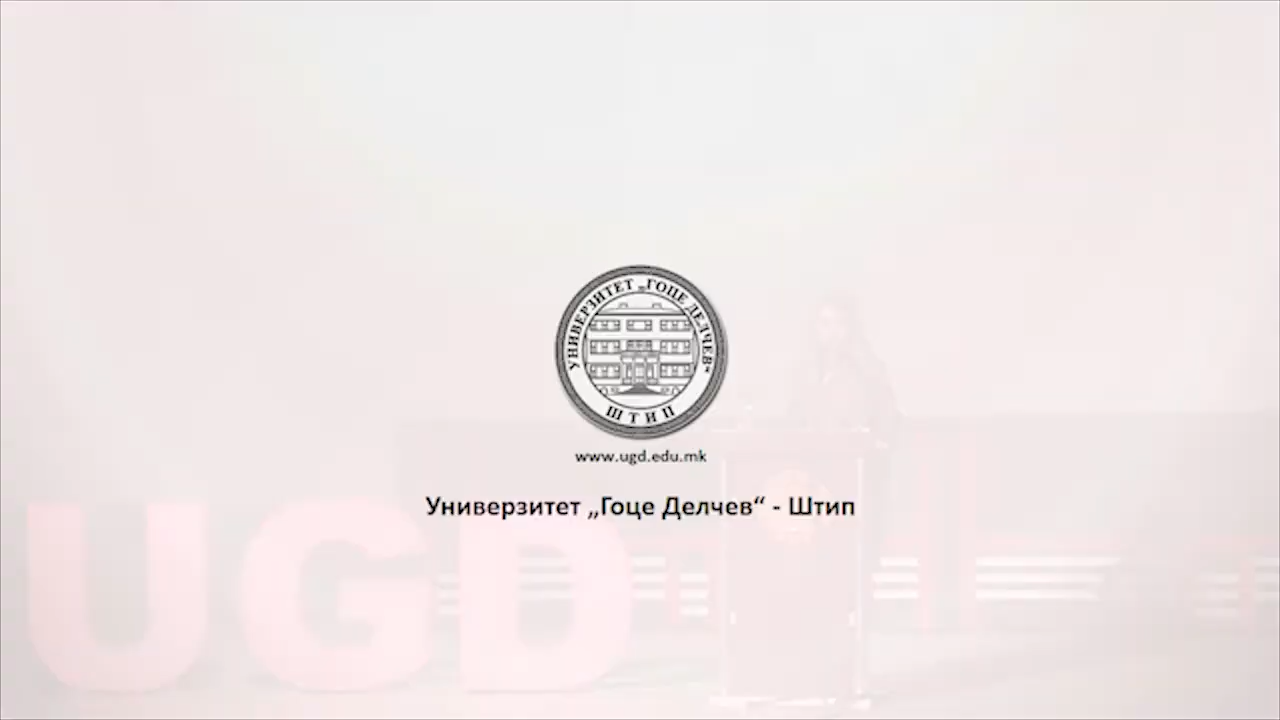 УНИВЕРЗИТЕТ „ГОЦЕ ДЕЛЧЕВ“
ШТИП
www.ugd.edu.mk
Универзитет „Гоце Делчев“ - Штип
UGD